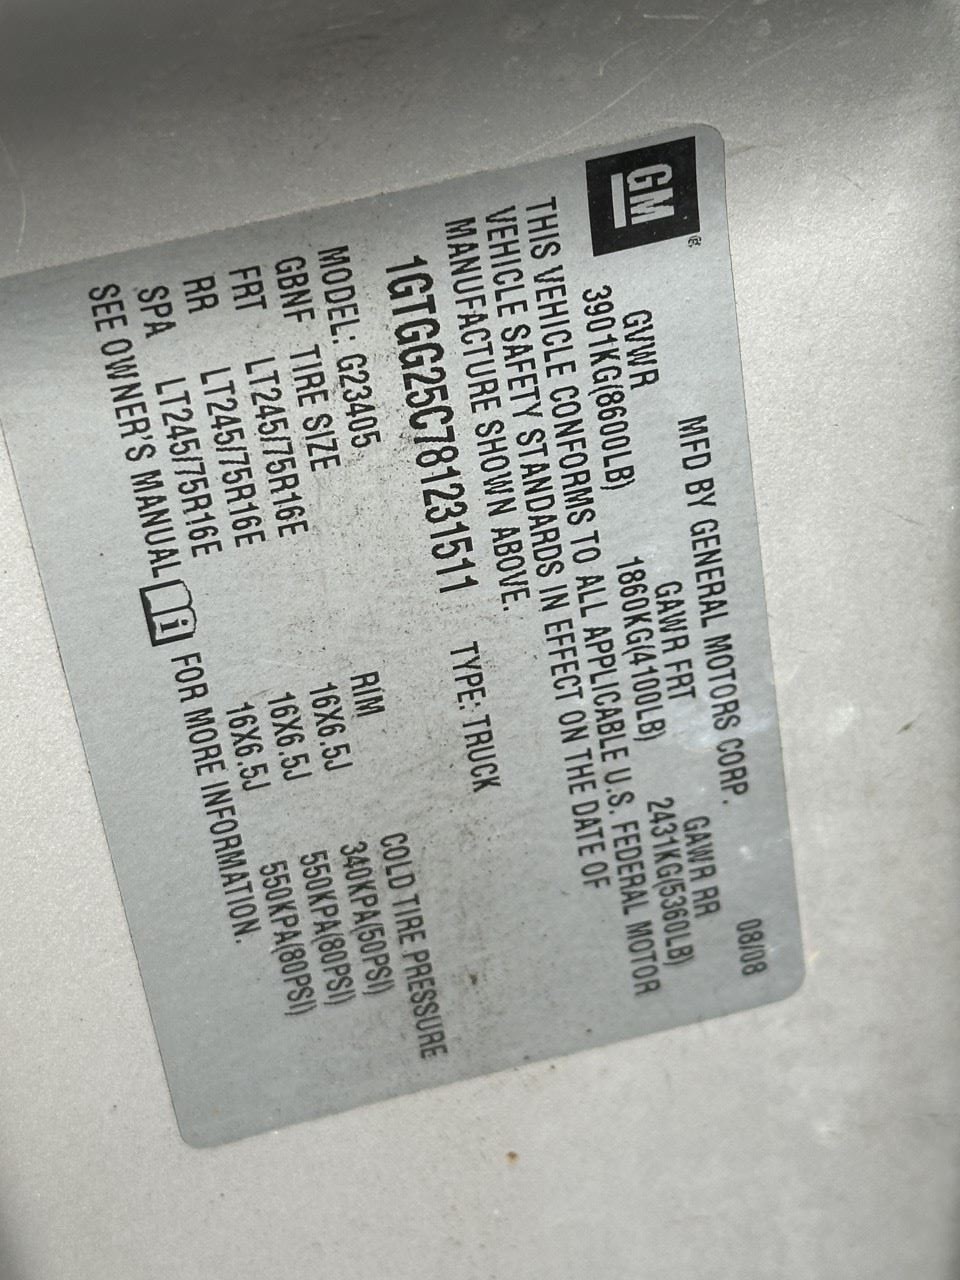 GM®
MFD BY GENERAL MOTORS CORP. 08/08
GVWR GAWR FRT GAWR RR
3901KG(8600LB) 1860KG(4100LB) 2431KG(5360LB)
THIS VEHICLE CONFORMS TO ALL APPLICABLE U.S. FEDERAL MOTOR
VEHICLE SAFETY STANDARDS IN EFFECT ON THE DATE OF
MANUFACTURE SHOWN ABOVE.
1GTGG25C781231511 TYPE: TRUCK
MODEL: G23405
GBNF TIRE SIZE RIM COLD TIRE PRESSURE
FRT LT245/75R16E 16X6.5J 340KPA(50PSI)
RR LT245/75R16E 16X6.5J 550KPA(80PSI)
SPA LT245/75R16E 16X6.5J 550KPA(80PSI)
SEE OWNER'S MANUAL i FOR MORE INFORMATION.